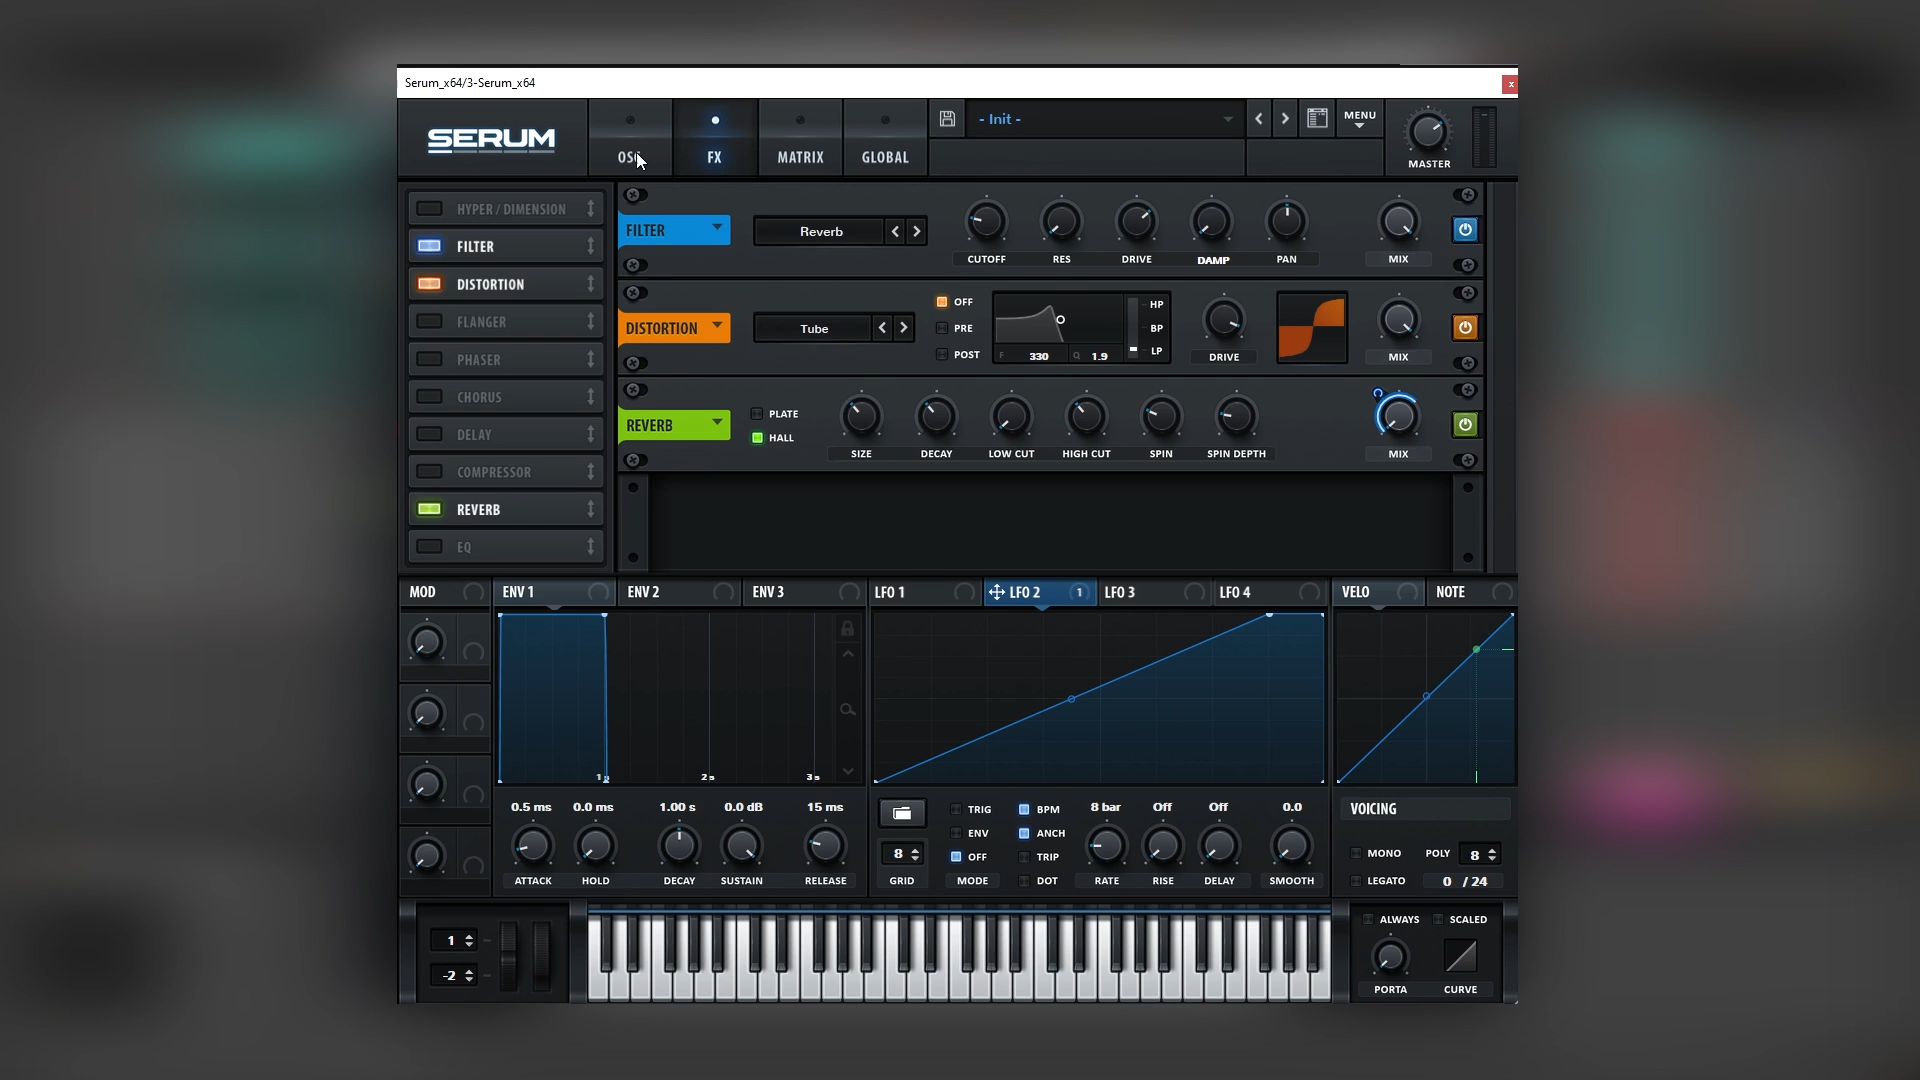 Serum_x64/3-Serum_x64
x
SERUM
OSC
FX
MATRIX
GLOBAL
- Init -
MENU
MASTER
HYPER / DIMENSION
FILTER
DISTORTION
FLANGER
PHASER
CHORUS
DELAY
COMPRESSOR
REVERB
EQ
FILTER
Reverb
CUTOFF RES DRIVE DAMP PAN MIX
DISTORTION
Tube
OFF
PRE
POST
F 330 Q 1.9
HP
BP
LP
DRIVE
MIX
REVERB
PLATE
HALL
SIZE DECAY LOW CUT HIGH CUT SPIN SPIN DEPTH MIX
MOD ENV 1 ENV 2 ENV 3 LFO 1 LFO 2 1 LFO 3 LFO 4 VELO NOTE
1s 2s 3s
0.5 ms 0.0 ms 1.00 s 0.0 dB 15 ms
ATTACK HOLD DECAY SUSTAIN RELEASE
8
GRID
TRIG
ENV
OFF
MODE
BPM
ANCH
TRIP
DOT
8 bar Off Off 0.0
RATE RISE DELAY SMOOTH
VOICING
MONO POLY 8
LEGATO 0 / 24
1
-2
ALWAYS SCALED
PORTA CURVE